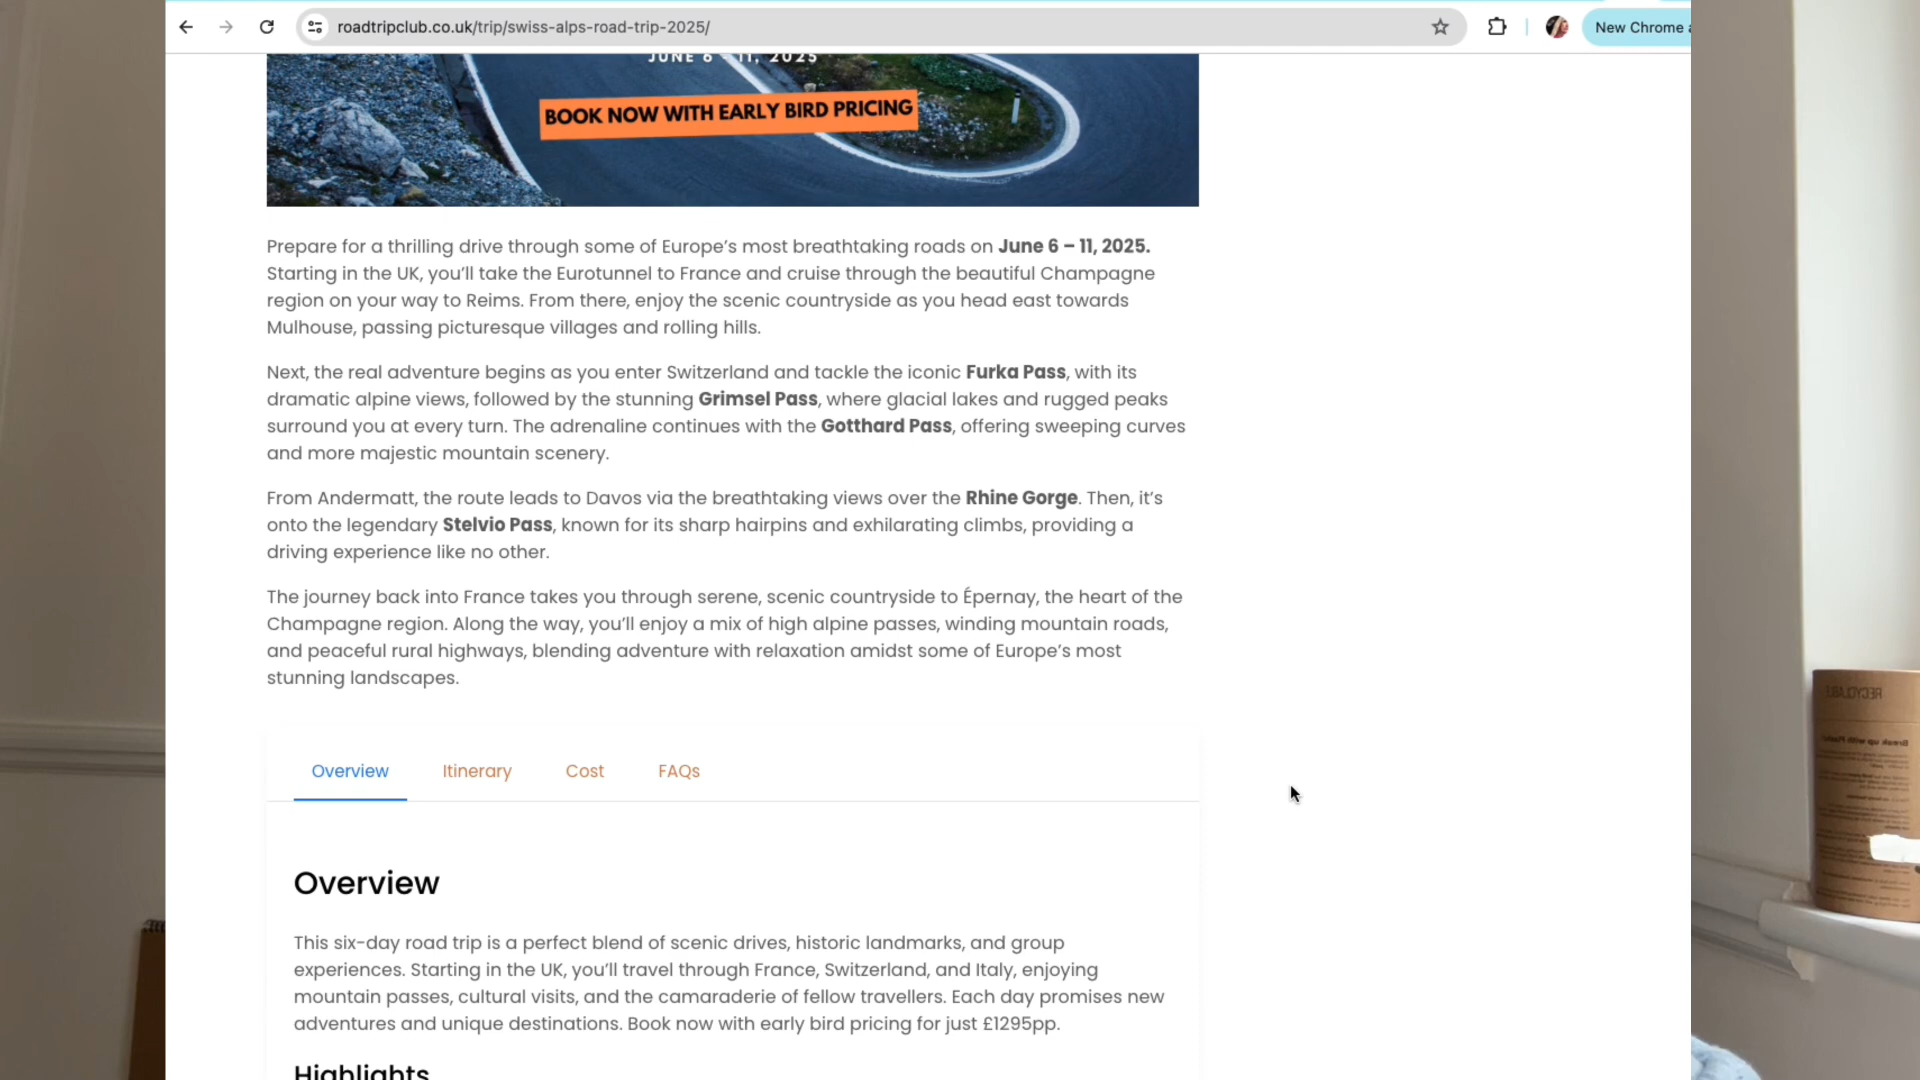 roadtripclub.co.uk/trip/swiss-alps-road-trip-2025/
New Chrome a
JUNE 6 - 11, 2025
BOOK NOW WITH EARLY BIRD PRICING
Prepare for a thrilling drive through some of Europe’s most breathtaking roads on June 6 – 11, 2025.
Starting in the UK, you’ll take the Eurotunnel to France and cruise through the beautiful Champagne
region on your way to Reims. From there, enjoy the scenic countryside as you head east towards
Mulhouse, passing picturesque villages and rolling hills.
Next, the real adventure begins as you enter Switzerland and tackle the iconic Furka Pass, with its
dramatic alpine views, followed by the stunning Grimsel Pass, where glacial lakes and rugged peaks
surround you at every turn. The adrenaline continues with the Gotthard Pass, offering sweeping curves
and more majestic mountain scenery.
From Andermatt, the route leads to Davos via the breathtaking views over the Rhine Gorge. Then, it’s
onto the legendary Stelvio Pass, known for its sharp hairpins and exhilarating climbs, providing a
driving experience like no other.
The journey back into France takes you through serene, scenic countryside to Épernay, the heart of the
Champagne region. Along the way, you’ll enjoy a mix of high alpine passes, winding mountain roads,
and peaceful rural highways, blending adventure with relaxation amidst some of Europe’s most
stunning landscapes.
Overview Itinerary Cost FAQs
Overview
This six-day road trip is a perfect blend of scenic drives, historic landmarks, and group
experiences. Starting in the UK, you’ll travel through France, Switzerland, and Italy, enjoying
mountain passes, cultural visits, and the camaraderie of fellow travellers. Each day promises new
adventures and unique destinations. Book now with early bird pricing for just £1295pp.
Highlights
RECYCLABLE
Break up with Plastic!